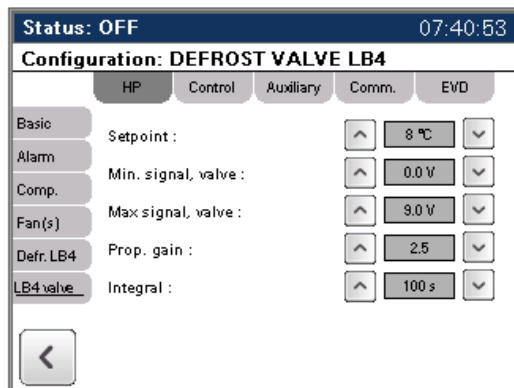 Status: OFF 07:40:53
Configuration: DEFROST VALVE LB4
HP Control Auxiliary Comm. EVD
Basic
Alarm
Comp.
Fan(s)
Defr. LB4
LB4 valve
Setpoint : 8 °C
Min. signal, valve : 0.0 V
Max signal, valve : 9.0 V
Prop. gain : 2.5
Integral : 100 s